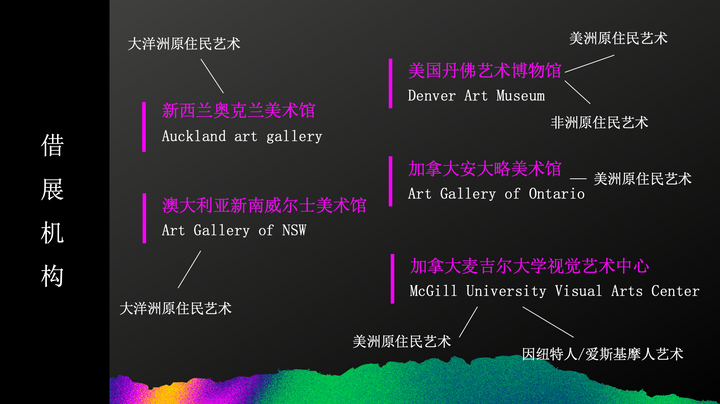 借
展
机
构
大洋洲原住民艺术
新西兰奥克兰美术馆
Auckland art gallery
澳大利亚新南威尔士美术馆
Art Gallery of NSW
大洋洲原住民艺术
美洲原住民艺术
美国丹佛艺术博物馆
Denver Art Museum
非洲原住民艺术
加拿大安大略美术馆
美洲原住民艺术
Art Gallery of Ontario
加拿大麦吉尔大学视觉艺术中心
McGill University Visual Arts Center
美洲原住民艺术
因纽特人/爱斯基摩人艺术